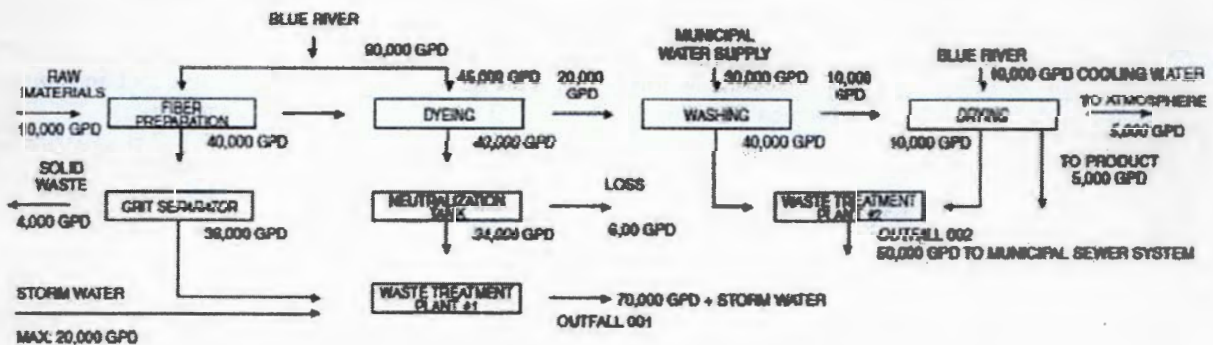 BLUE RIVER
90,000 GPD
MUNICIPAL
WATER SUPPLY
BLUE RIVER
RAW
MATERIALS
10,000 GPD
45,000 GPD
20,000
GPD
30,000 GPD
10,000
GPD
10,000 GPD COOLING WATER
TO ATMOSPHERE
5,000 GPD
FIBER
PREPARATION
DYEING
WASHING
DRYING
40,000 GPD
40,000 GPD
40,000 GPD
10,000 GPD
TO PRODUCT
5,000 GPD
SOLID
WASTE
4,000 GPD
GRIT SEPARATOR
36,000 GPD
NEUTRALIZATION
TANK
34,000 GPD
LOSS
6,00 GPD
WASTE TREATMENT
PLANT #2
OUTFALL 002
50,000 GPD TO MUNICIPAL SEWER SYSTEM
STORM WATER
MAX: 20,000 GPD
WASTE TREATMENT
PLANT #1
70,000 GPD + STORM WATER
OUTFALL 001